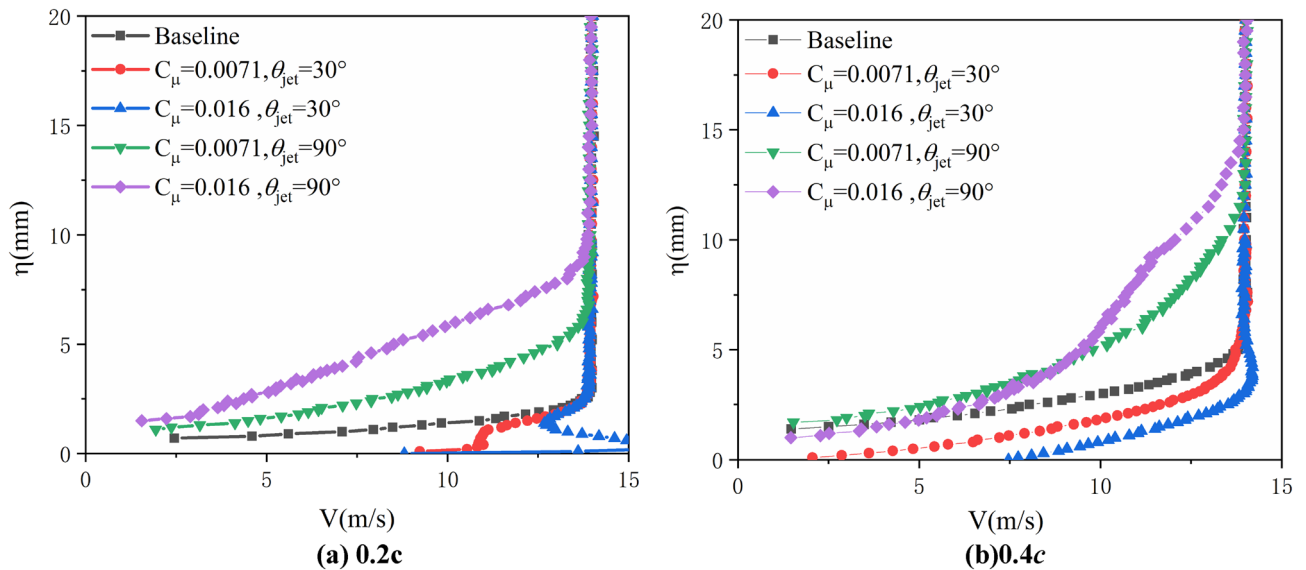 20
15
10
5
0
η(mm)
Baseline
Cμ=0.0071,θjet=30°
Cμ=0.016 ,θjet=30°
Cμ=0.0071,θjet=90°
Cμ=0.016 ,θjet=90°
0 5 10 15
V(m/s)
(a) 0.2c
20
15
10
5
0
η(mm)
Baseline
Cμ=0.0071,θjet=30°
Cμ=0.016 ,θjet=30°
Cμ=0.0071,θjet=90°
Cμ=0.016 ,θjet=90°
0 5 10 15
V(m/s)
(b)0.4c